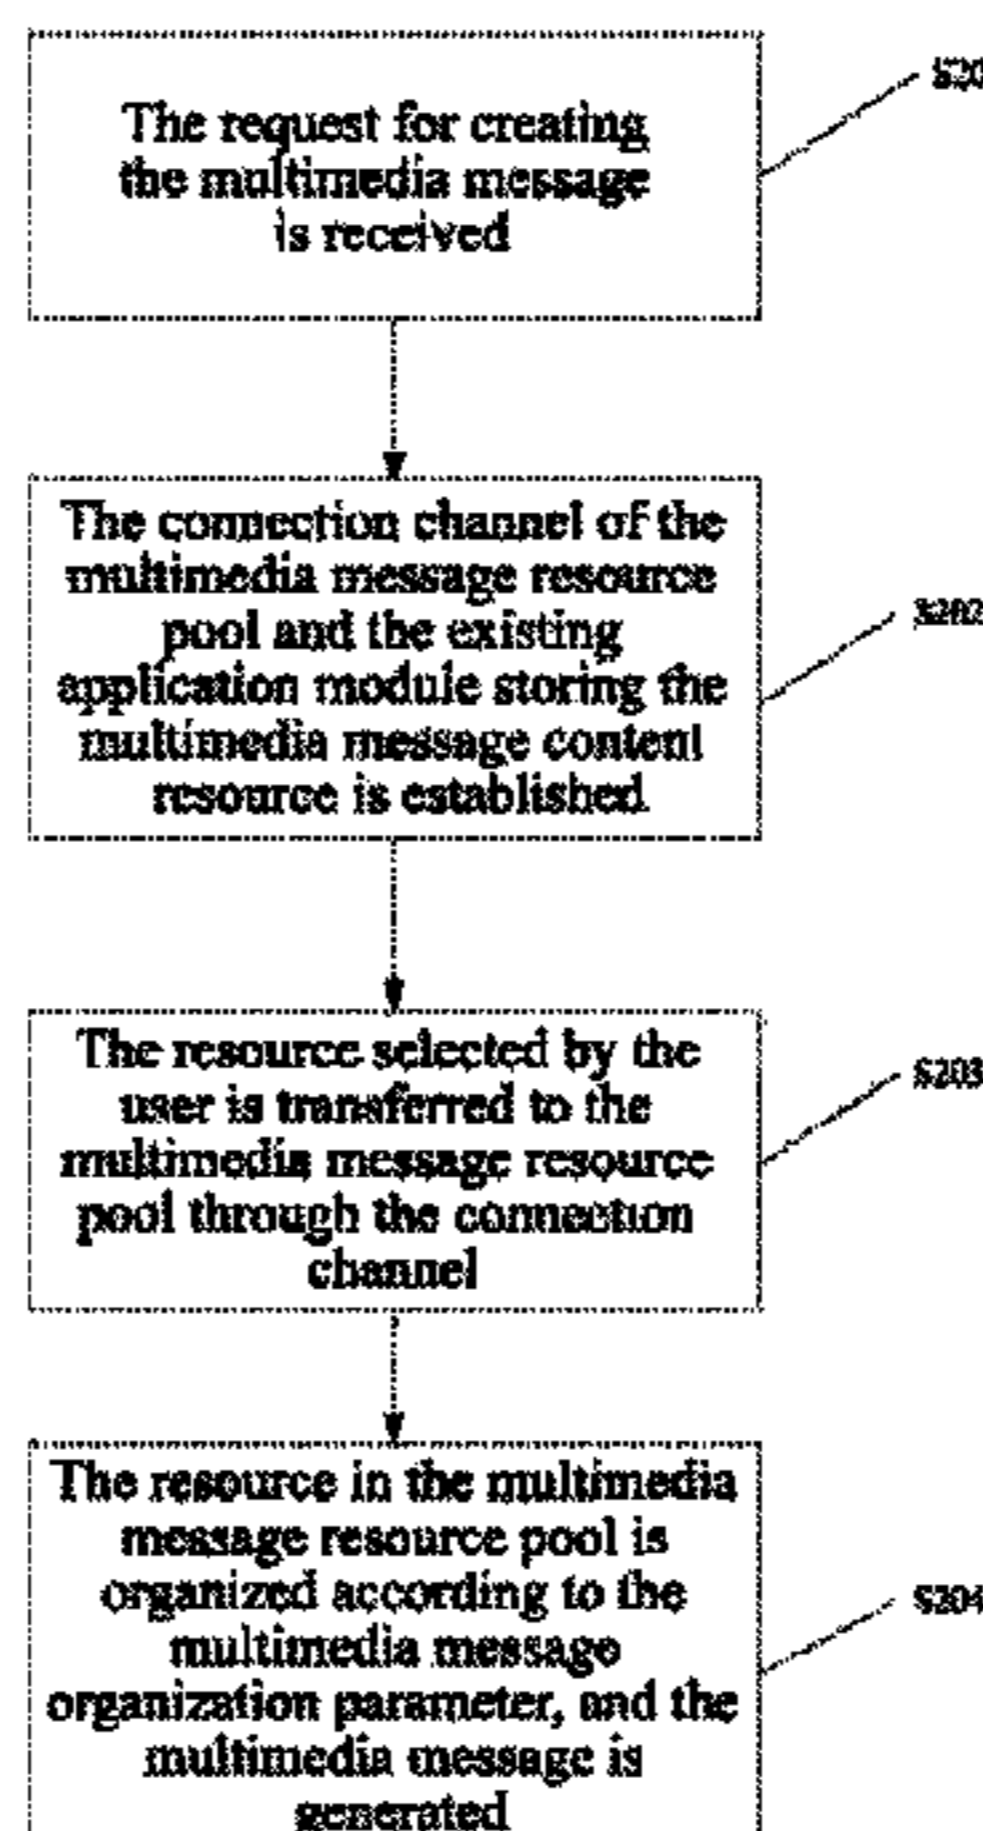 The request for creating
the multimedia message
is received
S20
The connection channel of the
multimedia message resource
pool and the existing
application module storing the
multimedia message content
resource is established
S202
The resource selected by the
user is transferred to the
multimedia message resource
pool through the connection
channel
S203
The resource in the multimedia
message resource pool is
organized according to the
multimedia message
organization parameter, and the
multimedia message is
generated
S204